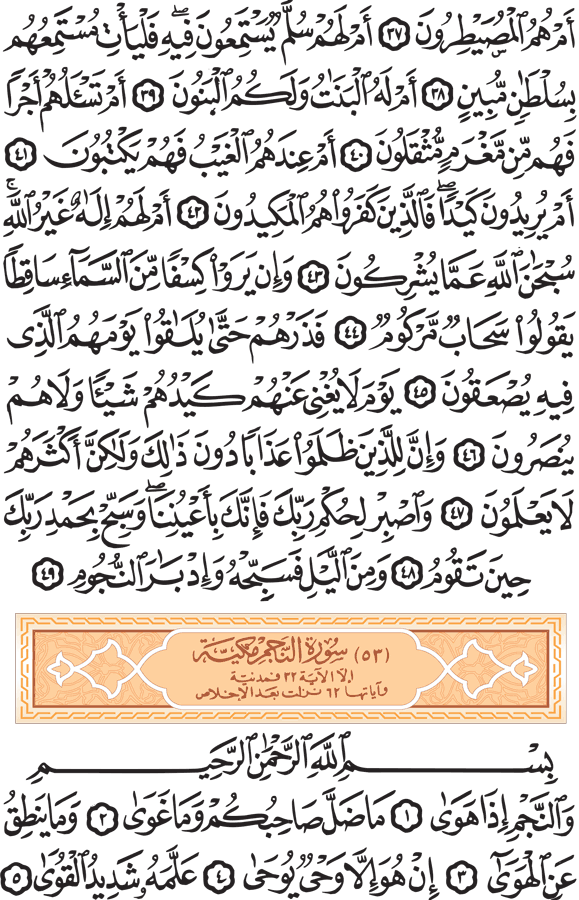 أَمْ هُمُ ٱلْمُصَۜيْطِرُونَ ﴿٣٧﴾ أَمْ لَهُمْ سُلَّمٌۭ يَسْتَمِعُونَ فِيهِ ۖ فَلْيَأْتِ مُسْتَمِعُهُم
بِسُلْطَـٰنٍۢ مُّبِينٍ ﴿٣٨﴾ أَمْ لَهُ ٱلْبَنَـٰتُ وَلَكُمُ ٱلْبَنُونَ ﴿٣٩﴾ أَمْ تَسْـَٔلُهُمْ أَجْرًۭا
فَهُم مِّن مَّغْرَمٍۢ مُّثْقَلُونَ ﴿٤٠﴾ أَمْ عِندَهُمُ ٱلْغَيْبُ فَهُمْ يَكْتُبُونَ ﴿٤١﴾
أَمْ يُرِيدُونَ كَيْدًۭا ۖ فَٱلَّذِينَ كَفَرُوا۟ هُمُ ٱلْمَكِيدُونَ ﴿٤٢﴾ أَمْ لَهُمْ إِلَـٰهٌ غَيْرُ ٱللَّهِ ۚ
سُبْحَـٰنَ ٱللَّهِ عَمَّا يُشْرِكُونَ ﴿٤٣﴾ وَإِن يَرَوْا۟ كِسْفًۭا مِّنَ ٱلسَّمَآءِ سَاقِطًۭا
يَقُولُوا۟ سَحَابٌۭ مَّرْكُومٌۭ ﴿٤٤﴾ فَذَرْهُمْ حَتَّىٰ يُلَـٰقُوا۟ يَوْمَهُمُ ٱلَّذِى
فِيهِ يُصْعَقُونَ ﴿٤٥﴾ يَوْمَ لَا يُغْنِى عَنْهُمْ كَيْدُهُمْ شَيْـًۭٔا وَلَا هُمْ
يُنصَرُونَ ﴿٤٦﴾ وَإِنَّ لِلَّذِينَ ظَلَمُوا۟ عَذَابًۭا دُونَ ذَٰلِكَ وَلَـٰكِنَّ أَكْثَرَهُمْ
لَا يَعْلَمُونَ ﴿٤٧﴾ وَٱصْبِرْ لِحُكْمِ رَبِّكَ فَإِنَّكَ بِأَعْيُنِنَا ۖ وَسَبِّحْ بِحَمْدِ رَبِّكَ
حِينَ تَقُومُ ﴿٤٨﴾ وَمِنَ ٱلَّيْلِ فَسَبِّحْهُ وَإِدْبَـٰرَ ٱلنُّجُومِ ﴿٤٩﴾
(٥٣) سُورَةُ النَّجْمِ مَكِّيَّة
إلا الآية ٣٢ فمدنية
وآياتها ٦٢ نزلت بعد الإخلاص
بِسْمِ ٱللَّهِ ٱلرَّحْمَـٰنِ ٱلرَّحِيمِ
وَٱلنَّجْمِ إِذَا هَوَىٰ ﴿١﴾ مَا ضَلَّ صَاحِبُكُمْ وَمَا غَوَىٰ ﴿٢﴾ وَمَا يَنطِقُ
عَنِ ٱلْهَوَىٰٓ ﴿٣﴾ إِنْ هُوَ إِلَّا وَحْىٌۭ يُوحَىٰ ﴿٤﴾ عَلَّمَهُۥ شَدِيدُ ٱلْقُوَىٰ ﴿٥﴾